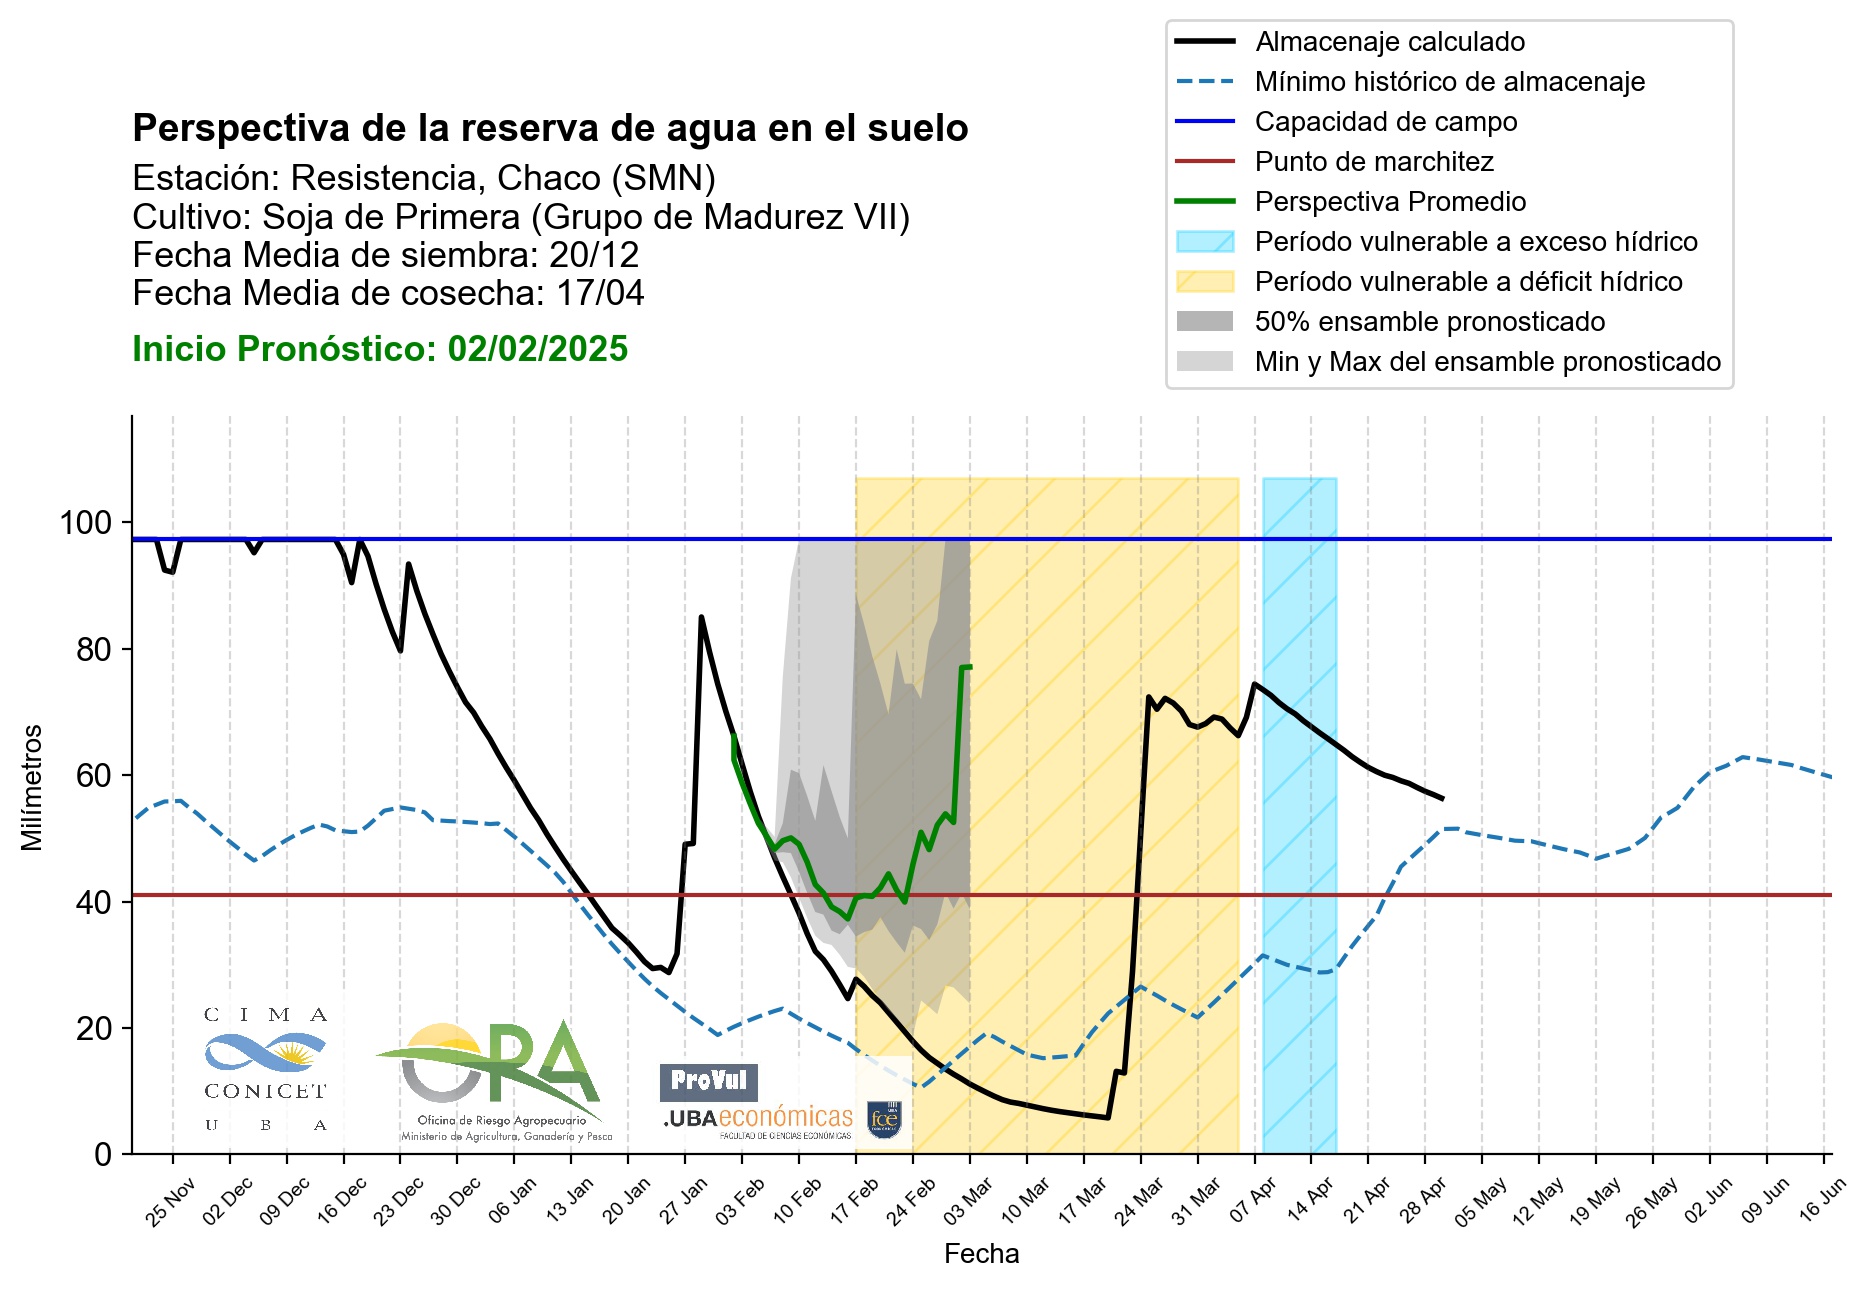 Almacenaje calculado
Mínimo histórico de almacenaje
Capacidad de campo
Punto de marchitez
Perspectiva Promedio
Período vulnerable a exceso hídrico
Período vulnerable a déficit hídrico
50% ensamble pronosticado
Min y Max del ensamble pronosticado
Perspectiva de la reserva de agua en el suelo
Estación: Resistencia, Chaco (SMN)
Cultivo: Soja de Primera (Grupo de Madurez VII)
Fecha Media de siembra: 20/12
Fecha Media de cosecha: 17/04
Inicio Pronóstico: 02/02/2025
Milímetros
100
80
60
40
20
0
C I M A
CONICET
U B A
ORA
Oficina de Riesgo Agropecuario
Ministerio de Agricultura, Ganadería y Pesca
ProVul
.UBAeconómicas
FACULTAD DE CIENCIAS ECONÓMICAS
UBA
fce
25 Nov
02 Dec
09 Dec
16 Dec
23 Dec
30 Dec
06 Jan
13 Jan
20 Jan
27 Jan
03 Feb
10 Feb
17 Feb
24 Feb
03 Mar
10 Mar
17 Mar
24 Mar
31 Mar
07 Apr
14 Apr
21 Apr
28 Apr
05 May
12 May
19 May
26 May
02 Jun
09 Jun
16 Jun
Fecha